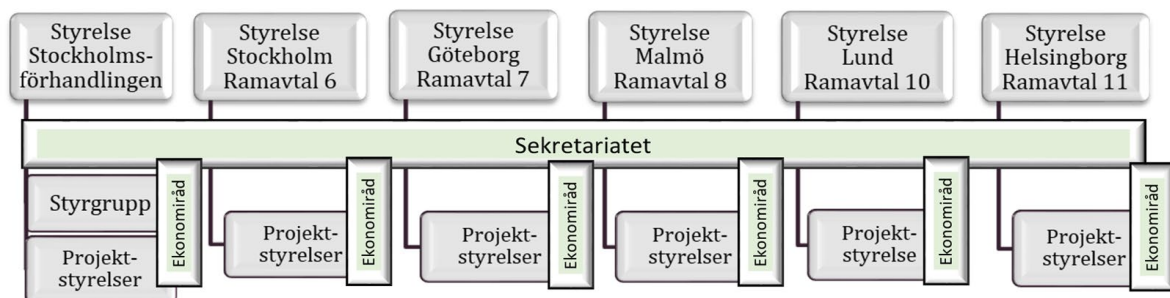 Styrelse
Stockholms-
förhandlingen
Styrelse
Stockholm
Ramavtal 6
Styrelse
Göteborg
Ramavtal 7
Styrelse
Malmö
Ramavtal 8
Styrelse
Lund
Ramavtal 10
Styrelse
Helsingborg
Ramavtal 11
Sekretariatet
Styrgrupp
Projekt-
styrelser
Ekonomiråd
Projekt-
styrelser
Ekonomiråd
Projekt-
styrelser
Ekonomiråd
Projekt-
styrelser
Ekonomiråd
Projekt-
styrelse
Ekonomiråd
Projekt-
styrelser
Ekonomiråd